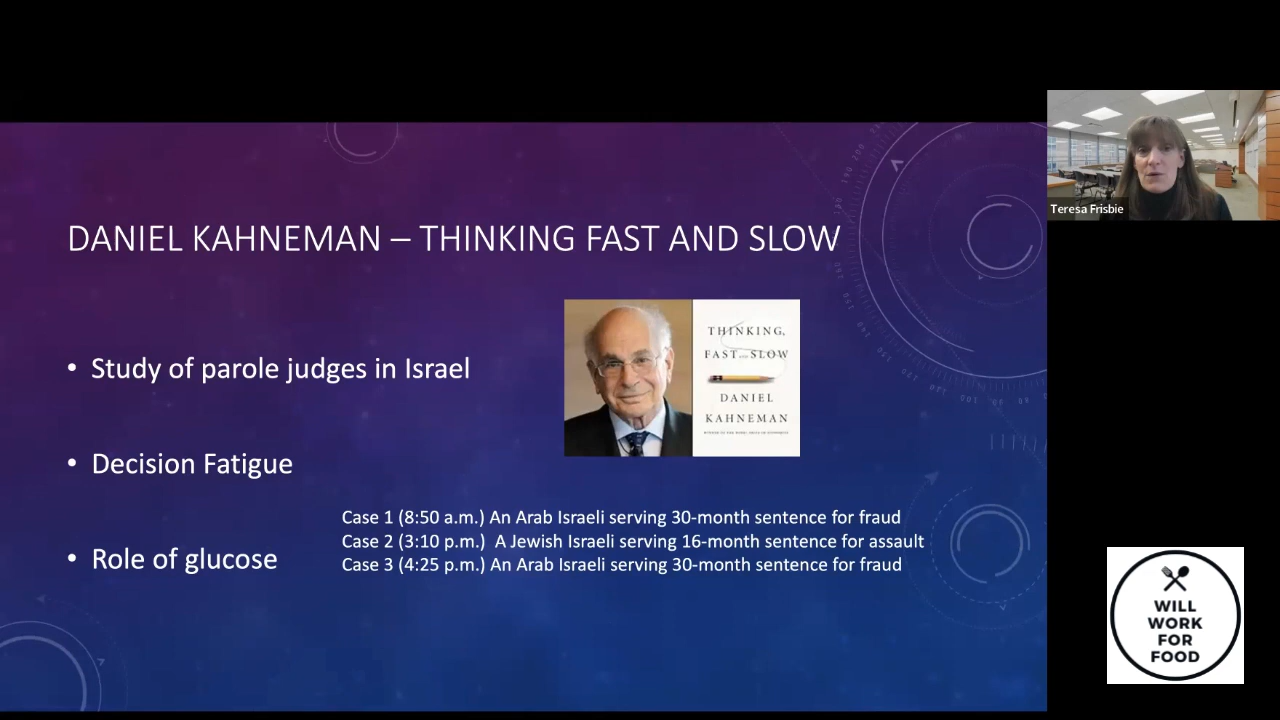 DANIEL KAHNEMAN – THINKING FAST AND SLOW
• Study of parole judges in Israel
• Decision Fatigue
• Role of glucose
THINKING,
FAST AND SLOW
DANIEL
KAHNEMAN
Case 1 (8:50 a.m.) An Arab Israeli serving 30-month sentence for fraud
Case 2 (3:10 p.m.)  A Jewish Israeli serving 16-month sentence for assault
Case 3 (4:25 p.m.) An Arab Israeli serving 30-month sentence for fraud
Teresa Frisbie
WILL
WORK
FOR
FOOD